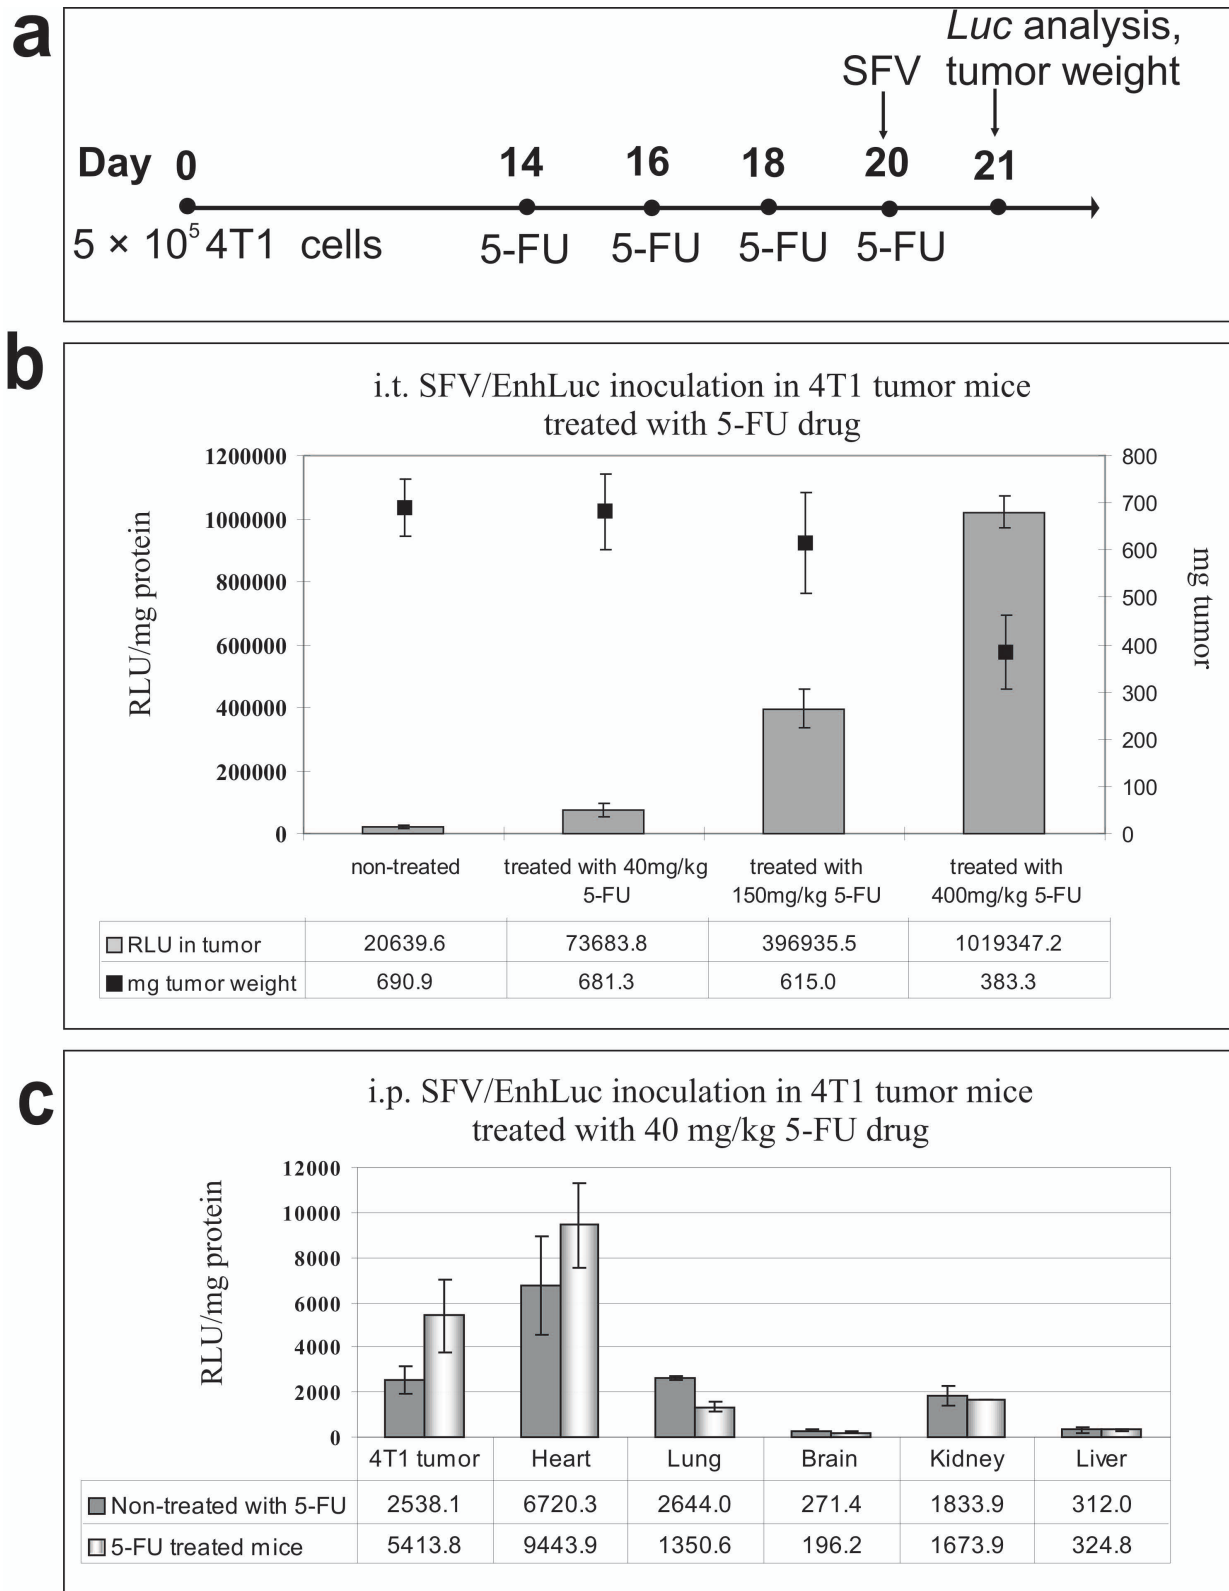 a
Luc analysis,
SFV tumor weight
Day 0 14 16 18 20 21
5 × 10⁵ 4T1 cells 5-FU 5-FU 5-FU 5-FU
b
i.t. SFV/EnhLuc inoculation in 4T1 tumor mice
treated with 5-FU drug
RLU/mg protein
1200000
1000000
800000
600000
400000
200000
0
800
700
600
500
400
300
200
100
0
mg tumor
non-treated
treated with 40mg/kg
5-FU
treated with
150mg/kg 5-FU
treated with
400mg/kg 5-FU
RLU in tumor 20639.6 73683.8 396935.5 1019347.2
mg tumor weight 690.9 681.3 615.0 383.3
c
i.p. SFV/EnhLuc inoculation in 4T1 tumor mice
treated with 40 mg/kg 5-FU drug
RLU/mg protein
12000
10000
8000
6000
4000
2000
0
4T1 tumor Heart Lung Brain Kidney Liver
Non-treated with 5-FU 2538.1 6720.3 2644.0 271.4 1833.9 312.0
5-FU treated mice 5413.8 9443.9 1350.6 196.2 1673.9 324.8